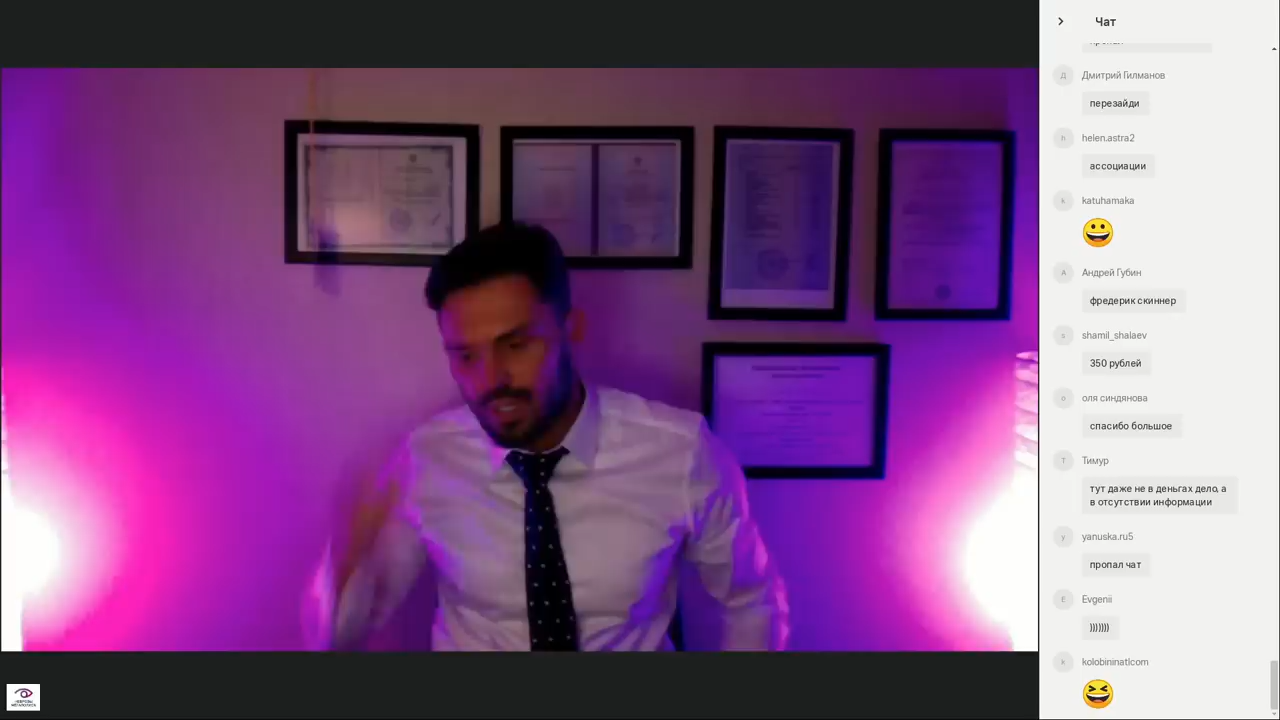 Чат
Дмитрий Гилманов
перезайди
helen.astra2
ассоциации
katuhamaka
Андрей Губин
фредерик скиннер
shamil_shalaev
350 рублей
оля синдянова
спасибо большое
Тимур
тут даже не в деньгах дело, а
в отсутствии информации
yanuska.ru5
пропал чат
Evgenii
)))))))
kolobininatlcom